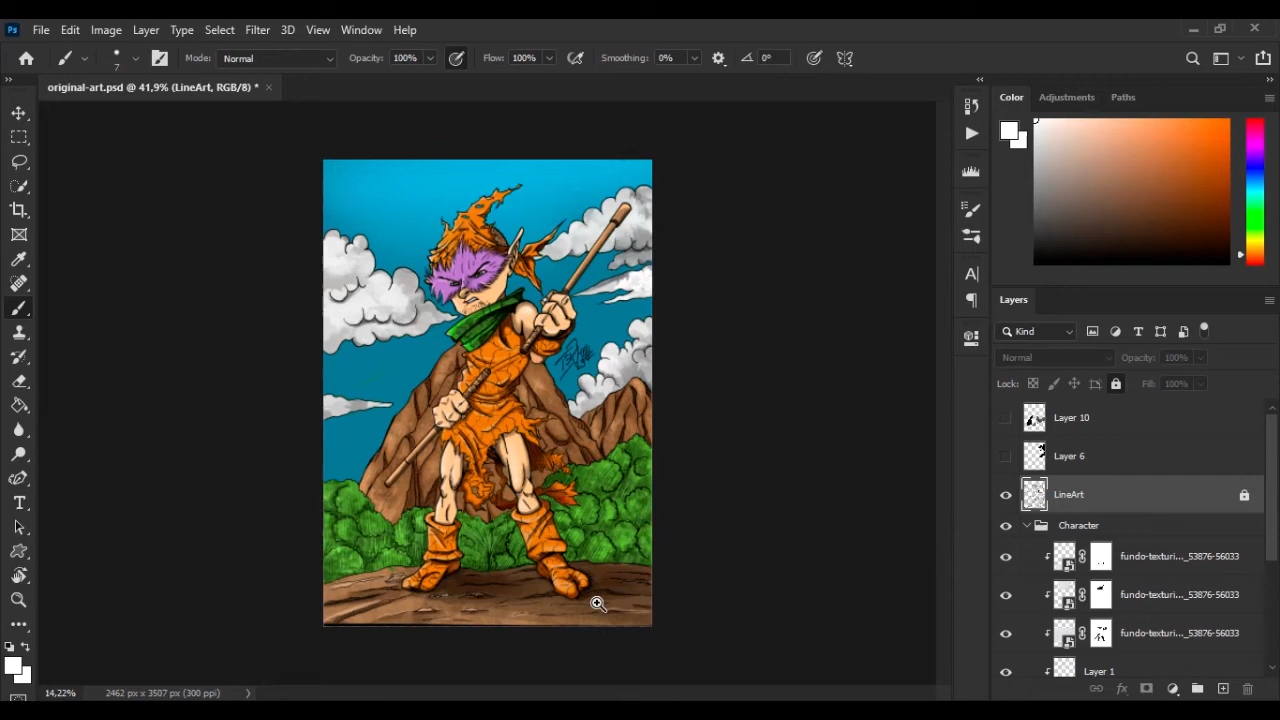 Ps File Edit Image Layer Type Select Filter 3D View Window Help
7 Mode: Normal Opacity: 100% Flow: 100% Smoothing: 0% 0°
original-art.psd @ 41,9% (LineArt, RGB/8) *
Color Adjustments Paths
Layers
Kind
Normal Opacity: 100%
Lock: Fill: 100%
Layer 10
Layer 6
LineArt
Character
fundo-texturi..._53876-56033
fundo-texturi..._53876-56033
fundo-texturi..._53876-56033
Layer 1
14,22% 2462 px x 3507 px (300 ppi)